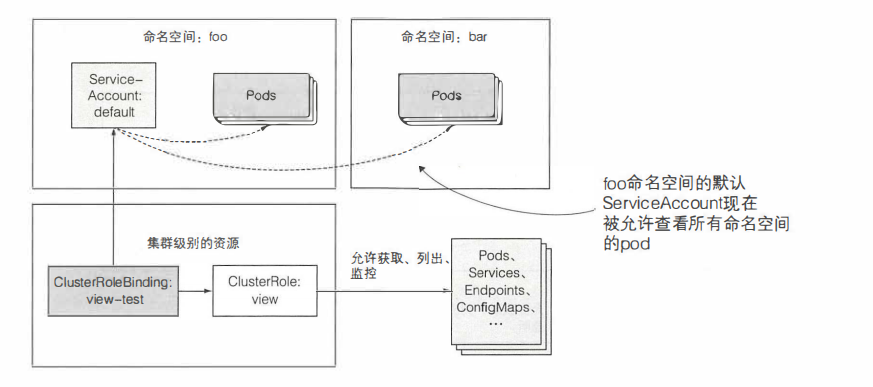 命名空间：foo
命名空间：bar
Service-
Account:
default
Pods
Pods
foo命名空间的默认
ServiceAccount现在
被允许查看所有命名空间
的pod
集群级别的资源
ClusterRoleBinding:
view-test
ClusterRole:
view
允许获取、列出、
监控
Pods、
Services、
Endpoints、
ConfigMaps、
…